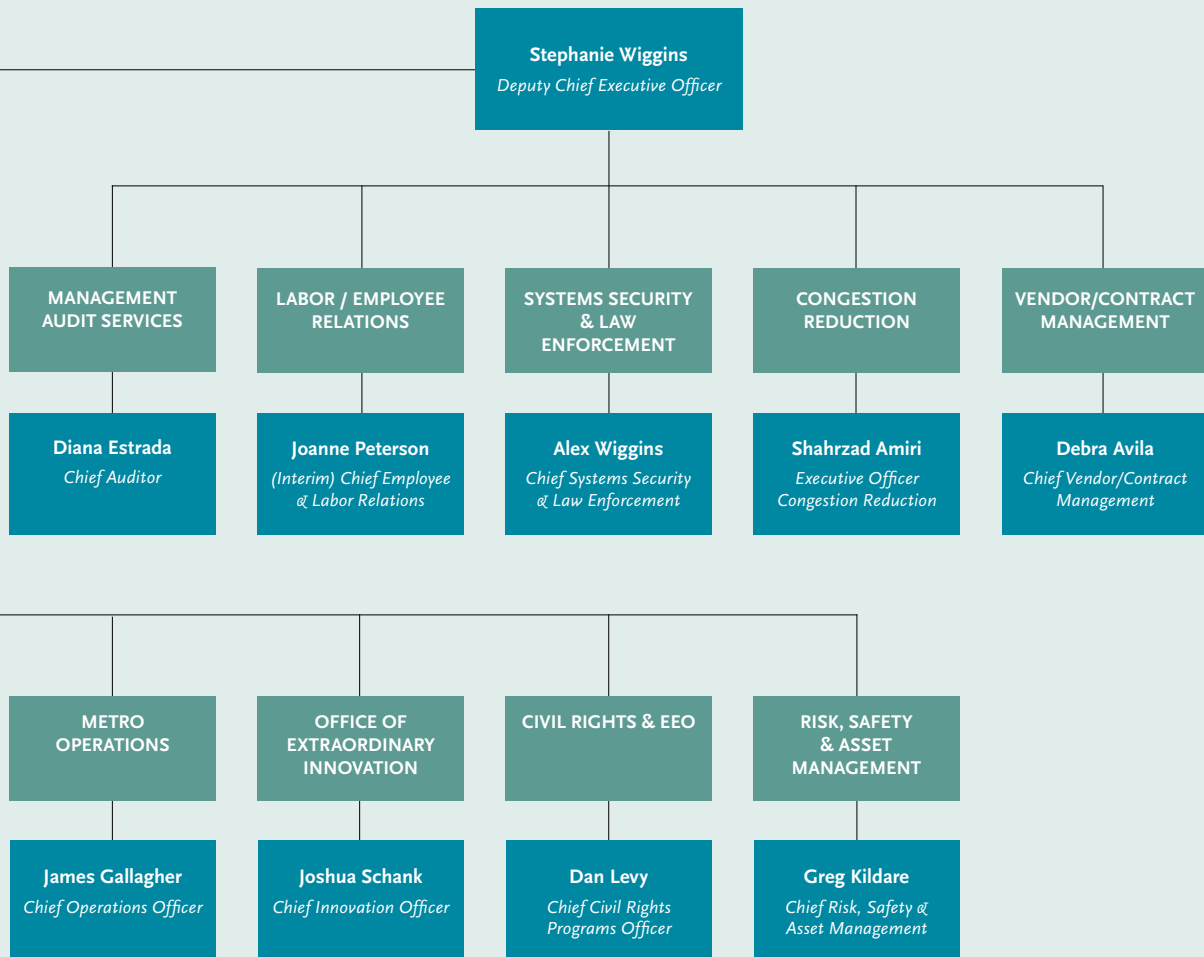 Stephanie Wiggins
Deputy Chief Executive Officer
MANAGEMENT
AUDIT SERVICES
LABOR / EMPLOYEE
RELATIONS
SYSTEMS SECURITY
& LAW
ENFORCEMENT
CONGESTION
REDUCTION
VENDOR/CONTRACT
MANAGEMENT
Diana Estrada
Chief Auditor
Joanne Peterson
(Interim) Chief Employee
& Labor Relations
Alex Wiggins
Chief Systems Security
& Law Enforcement
Shahrzad Amiri
Executive Officer
Congestion Reduction
Debra Avila
Chief Vendor/Contract
Management
METRO
OPERATIONS
OFFICE OF
EXTRAORDINARY
INNOVATION
CIVIL RIGHTS & EEO
RISK, SAFETY
& ASSET
MANAGEMENT
James Gallagher
Chief Operations Officer
Joshua Schank
Chief Innovation Officer
Dan Levy
Chief Civil Rights
Programs Officer
Greg Kildare
Chief Risk, Safety &
Asset Management